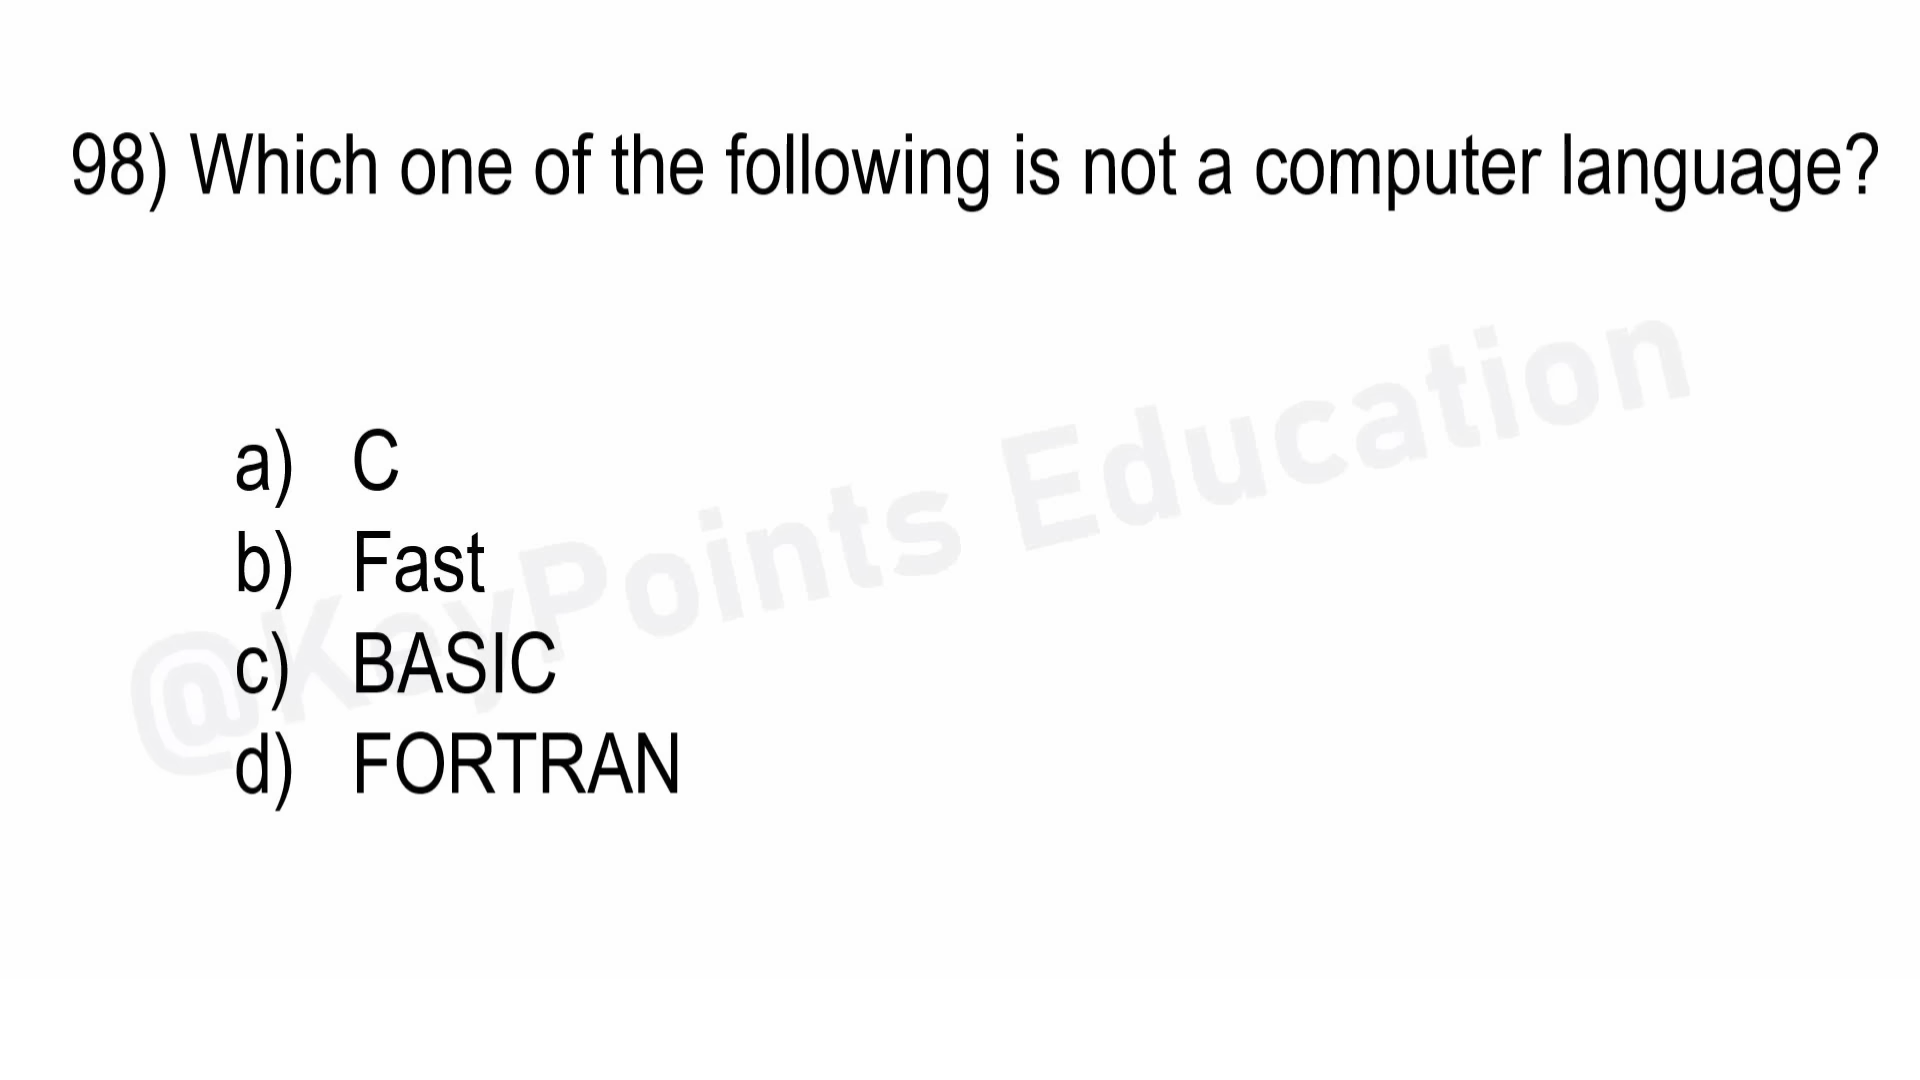 98) Which one of the following is not a computer language?
a) C
b) Fast
c) BASIC
d) FORTRAN
@KeyPoints Education